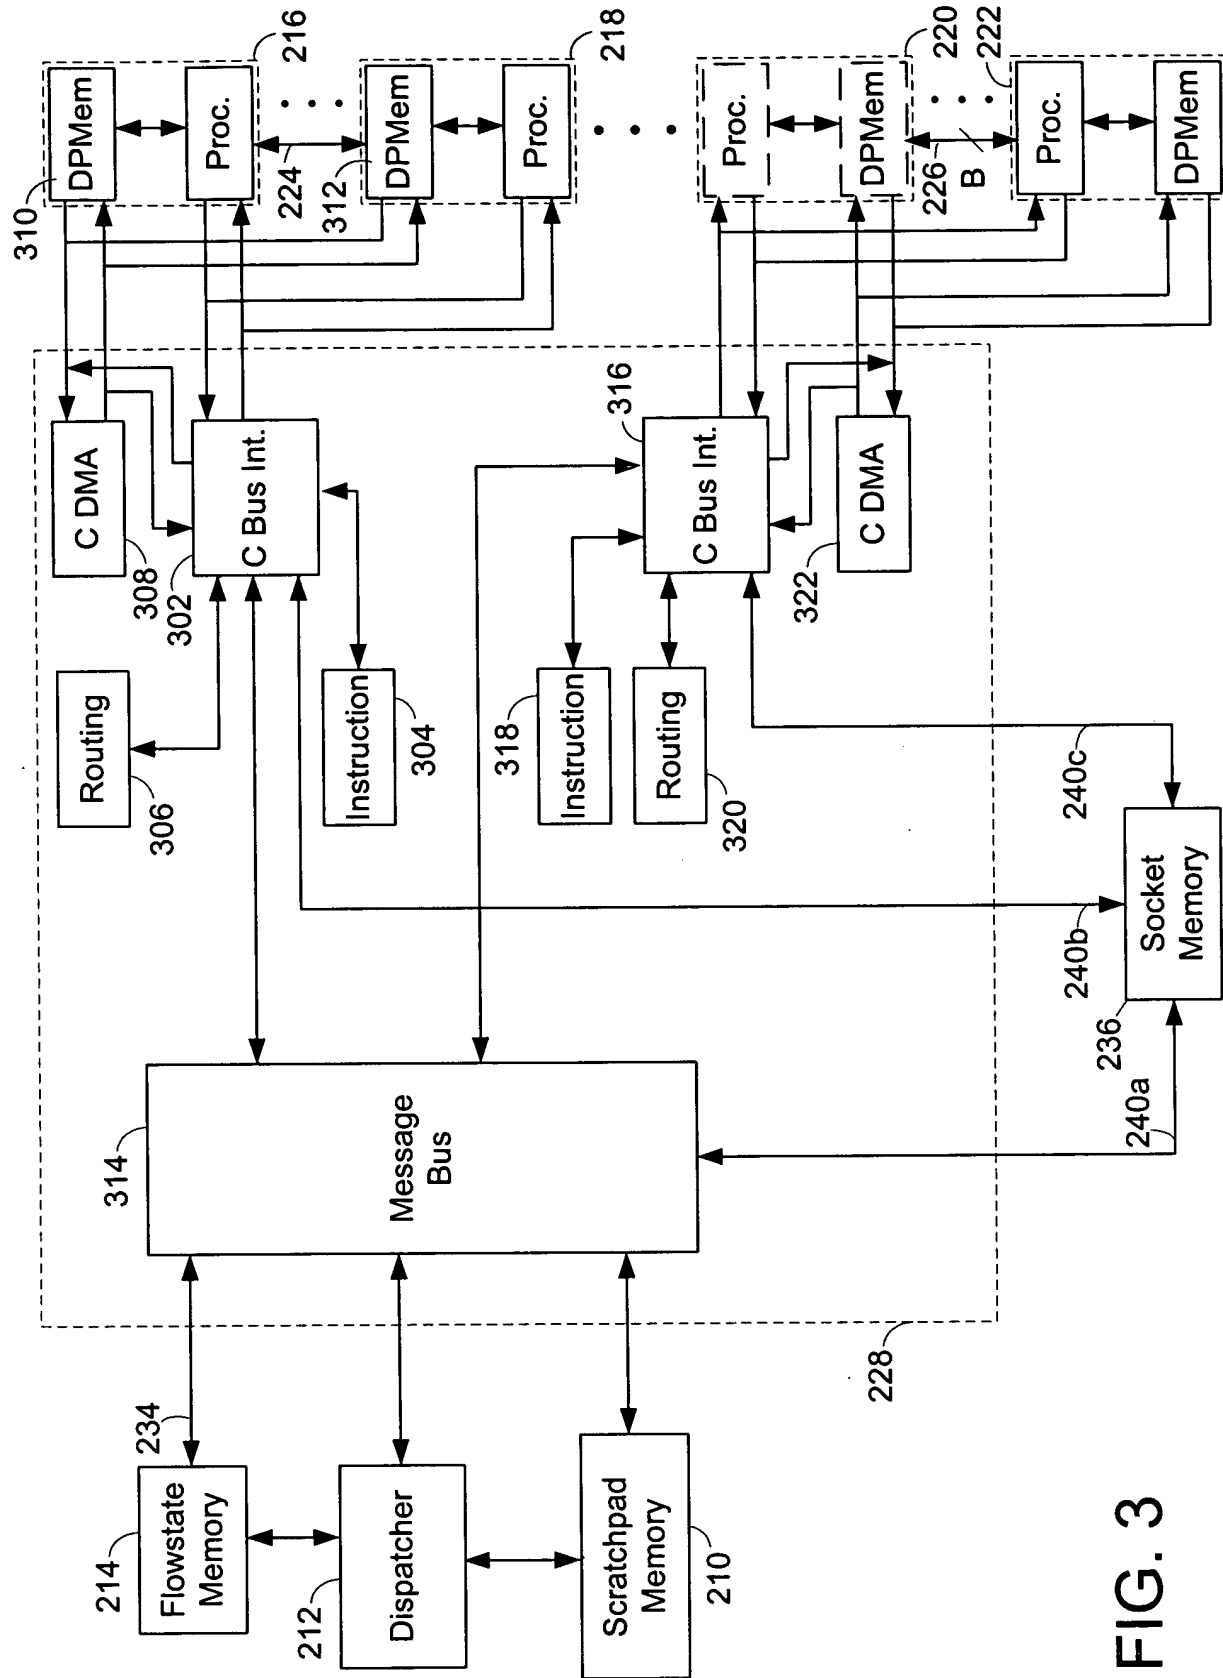 310
DPMem
216
Proc.
224
312
DPMem
218
Proc.
Proc.
220
DPMem
226
B
222
Proc.
DPMem
C DMA
308
302
C Bus Int.
Routing
306
Instruction
304
316
C Bus Int.
318
Instruction
Routing
320
322
C DMA
240c
240b
Socket
Memory
236
240a
314
Message
Bus
228
234
214
Flowstate
Memory
212
Dispatcher
Scratchpad
Memory
210
FIG. 3